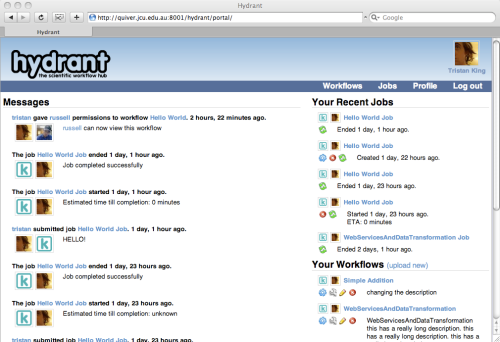 Hydrant
http://quiver.jcu.edu.au:8001/hydrant/portal/
Google
Hydrant
hydrant
the scientific workflow hub
Tristan King
Workflows Jobs Profile Log out
Messages
tristan gave russell permissions to workflow Hello World. 2 hours, 22 minutes ago.
russell can now view this workflow
The job Hello World Job ended 1 day, 1 hour ago.
k
Job completed successfully
The job Hello World Job started 1 day, 1 hour ago.
k
Estimated time till completion: 0 minutes
tristan submitted job Hello World Job. 1 day, 1 hour ago.
k
HELLO!
The job Hello World Job ended 1 day, 23 hours ago.
k
Job completed successfully
The job Hello World Job started 1 day, 23 hours ago.
k
Estimated time till completion: unknown
tristan submitted job Hello World Job. 1 day, 23 hours ago.
Your Recent Jobs
k Hello World Job
Ended 1 day, 1 hour ago.
k Hello World Job
Created 1 day, 22 hours ago.
k Hello World Job
Ended 1 day, 23 hours ago.
k Hello World Job
Started 1 day, 23 hours ago.
ETA: 0 minutes
k WebServicesAndDataTransformation Job
Ended 2 days, 1 hour ago.
Your Workflows (upload new)
k Simple Addition
changing the description
k WebServicesAndDataTransformation
WebServicesAndDataTransformation
this has a really long description. this
has a really long description. this has a